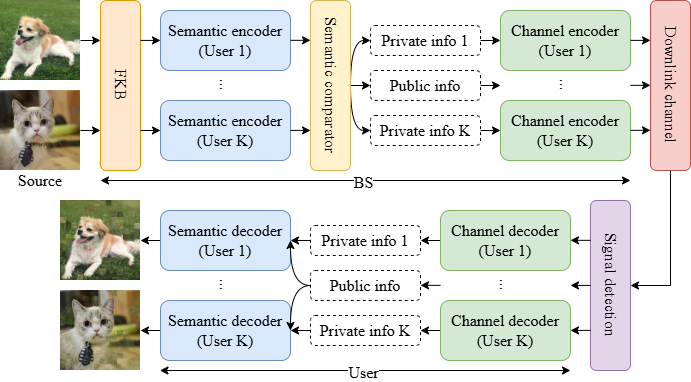 Source
FKB
Semantic encoder
(User 1)
⋮
Semantic encoder
(User K)
Semantic comparator
Private info 1
Public info
Private info K
Channel encoder
(User 1)
⋮
Channel encoder
(User K)
Downlink channel
BS
Semantic decoder
(User 1)
⋮
Semantic decoder
(User K)
Private info 1
Public info
Private info K
Channel decoder
(User 1)
⋮
Channel decoder
(User K)
Signal detection
User